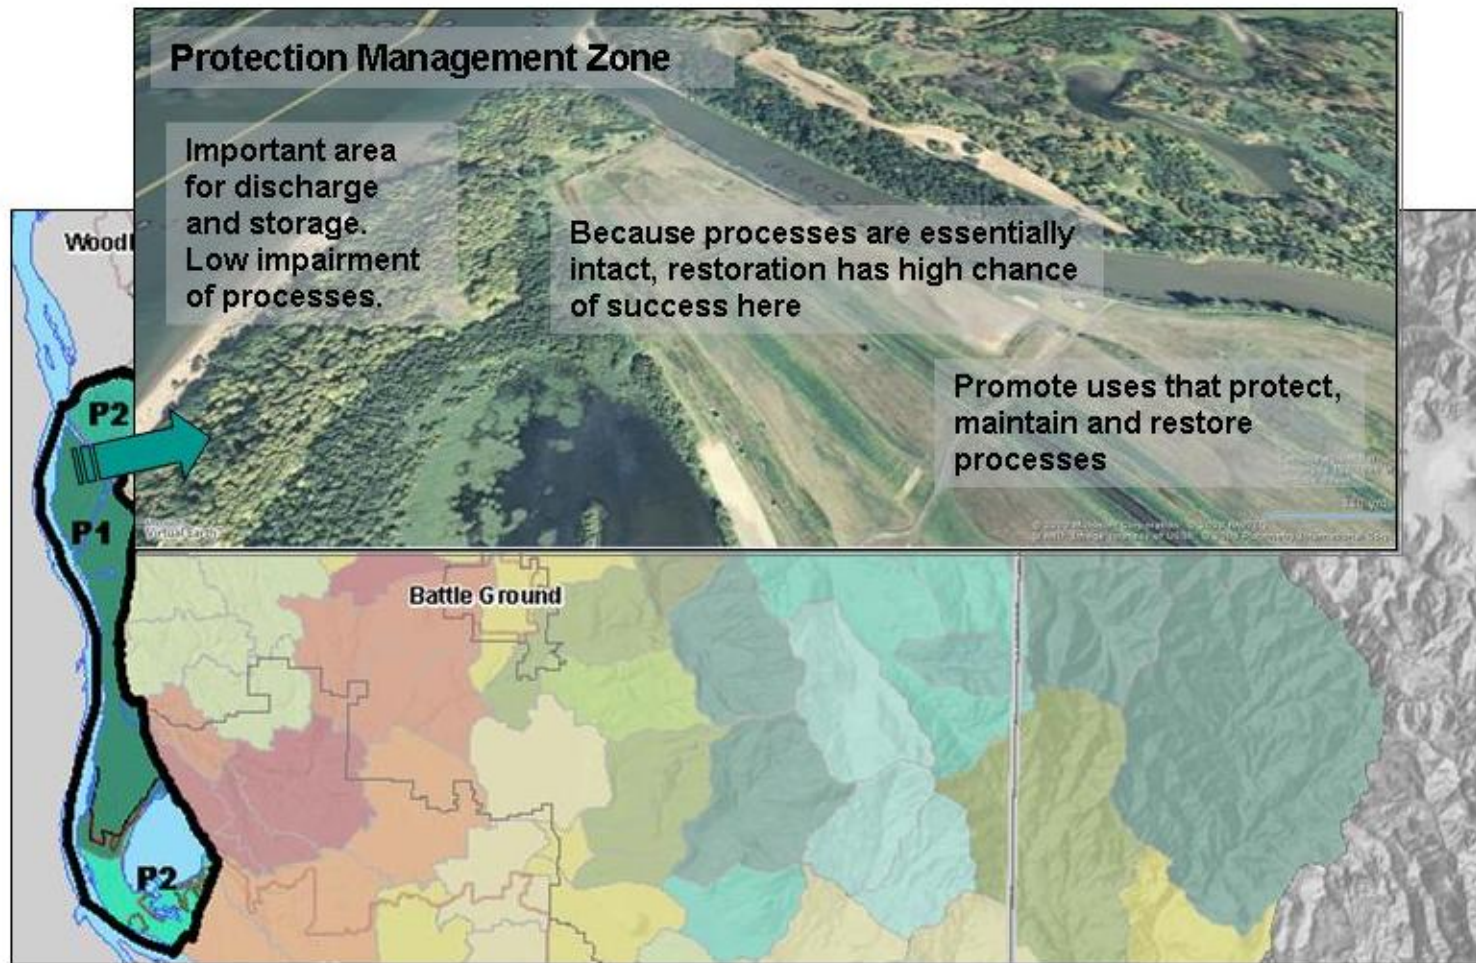 Protection Management Zone
Important area
for discharge
and storage.
Low impairment
of processes.
Because processes are essentially
intact, restoration has high chance
of success here
Promote uses that protect,
maintain and restore
processes
Virtual Earth
P2
P1
Battle Ground
P2